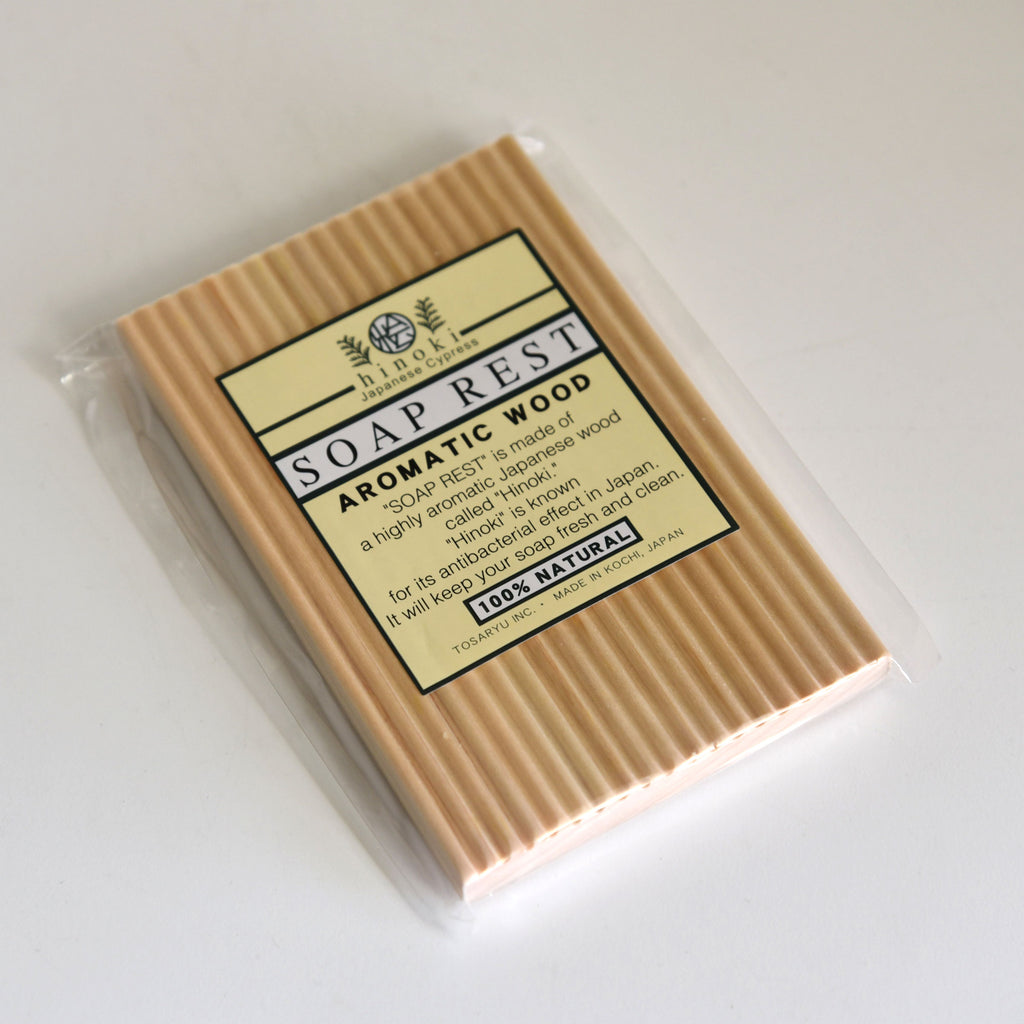 hinoki
Japanese Cypress
SOAP REST
AROMATIC WOOD
"SOAP REST" is made of
a highly aromatic Japanese wood
called "Hinoki."
"Hinoki" is known
for its antibacterial effect in Japan.
It will keep your soap fresh and clean.
100% NATURAL
TOSARYU INC. · MADE IN KOCHI, JAPAN